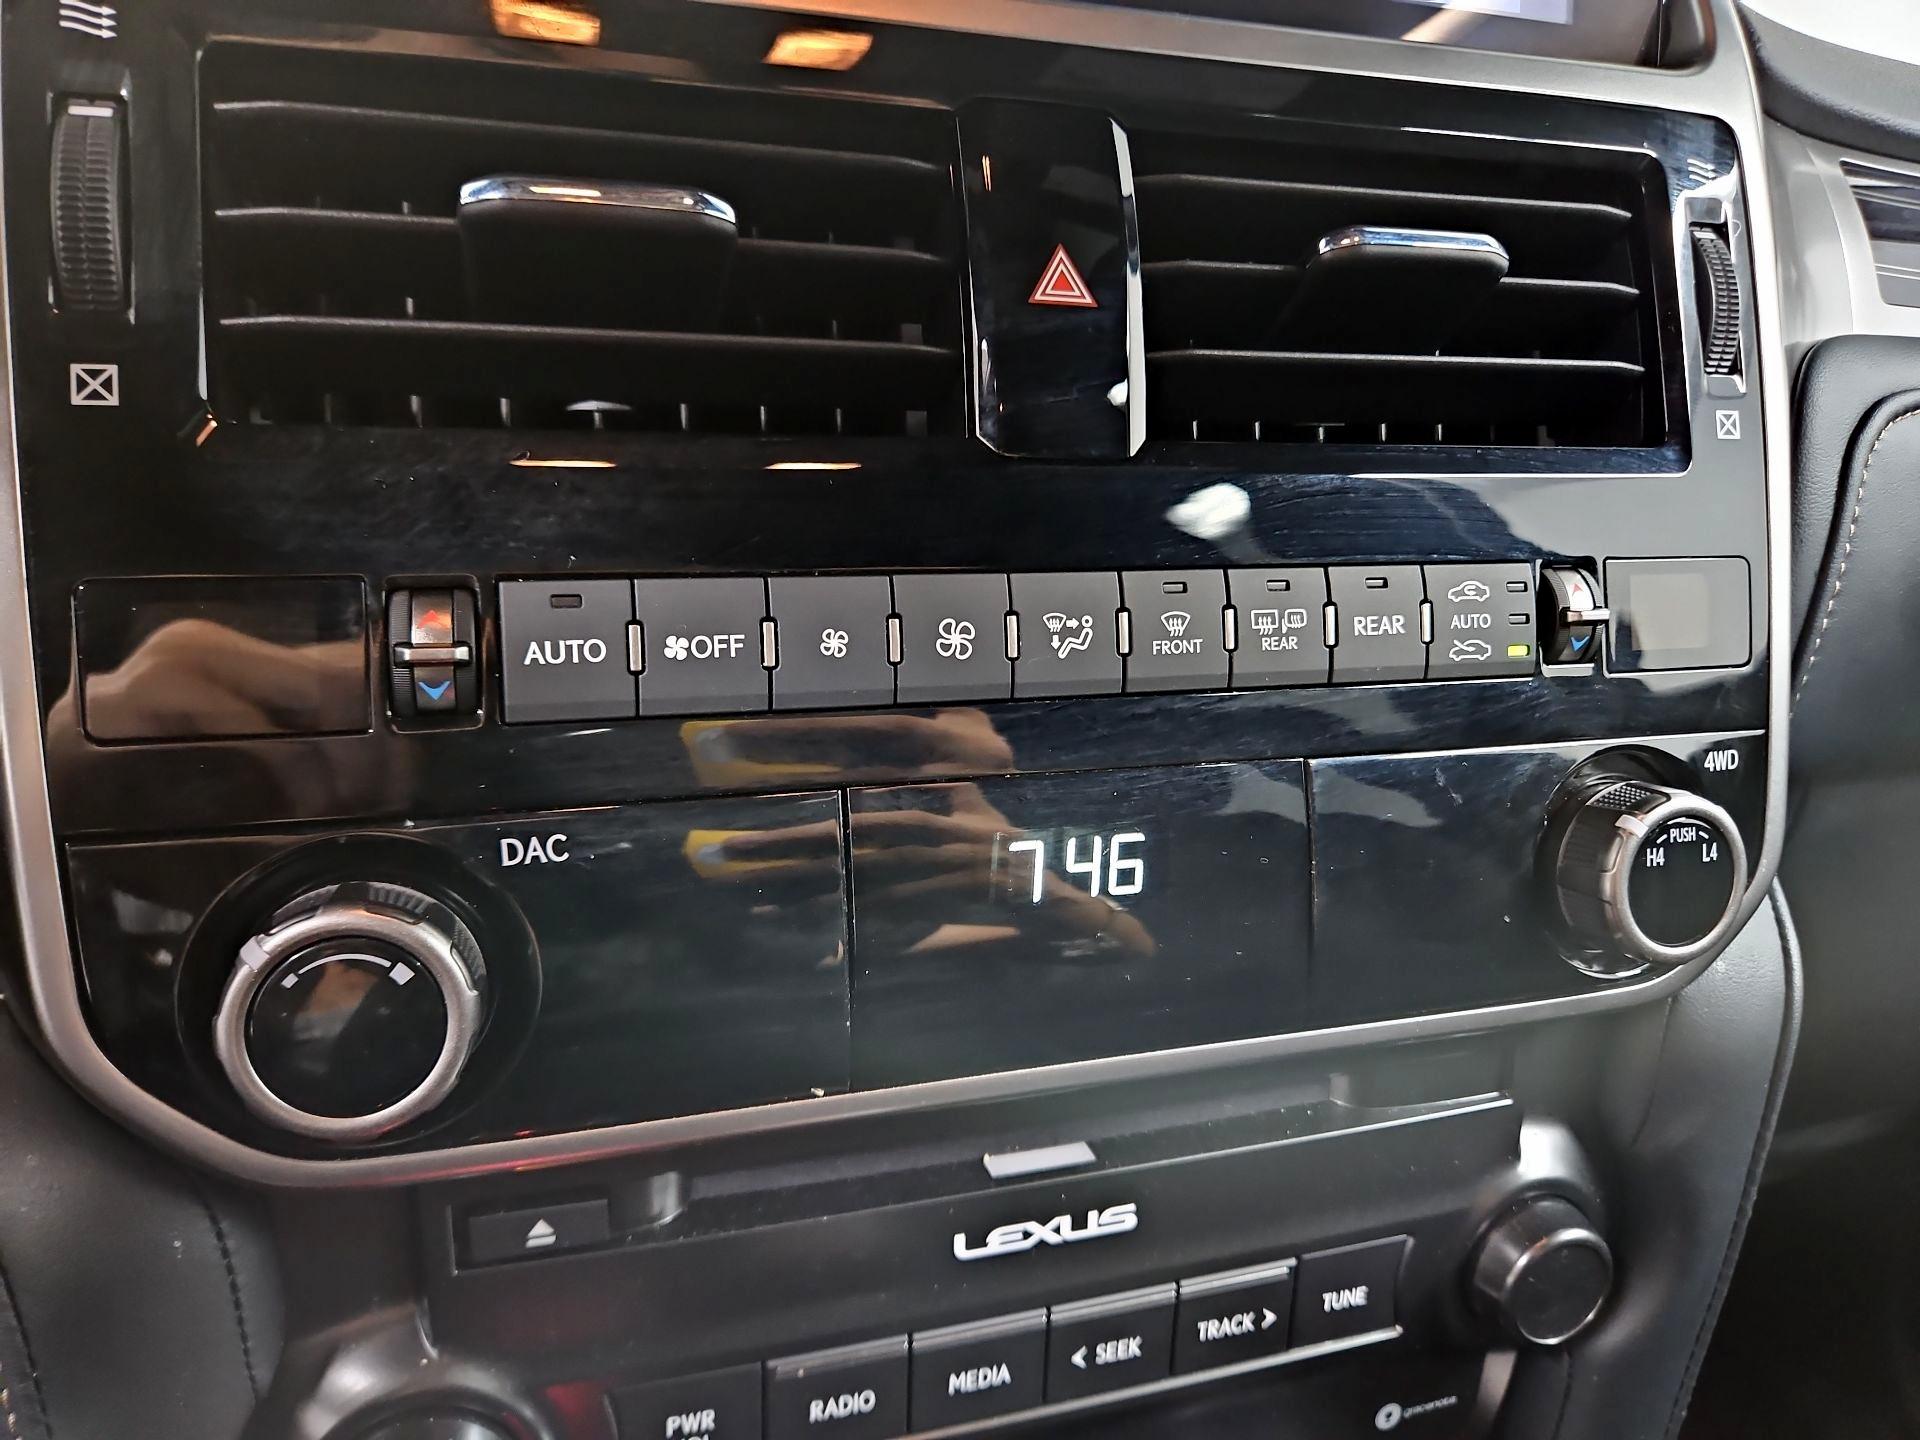 AUTO
OFF
FRONT
REAR
REAR
AUTO
4WD
DAC
7 46
PUSH
H4
L4
LEXUS
TUNE
TRACK >
< SEEK
MEDIA
RADIO
PWR
gracenote